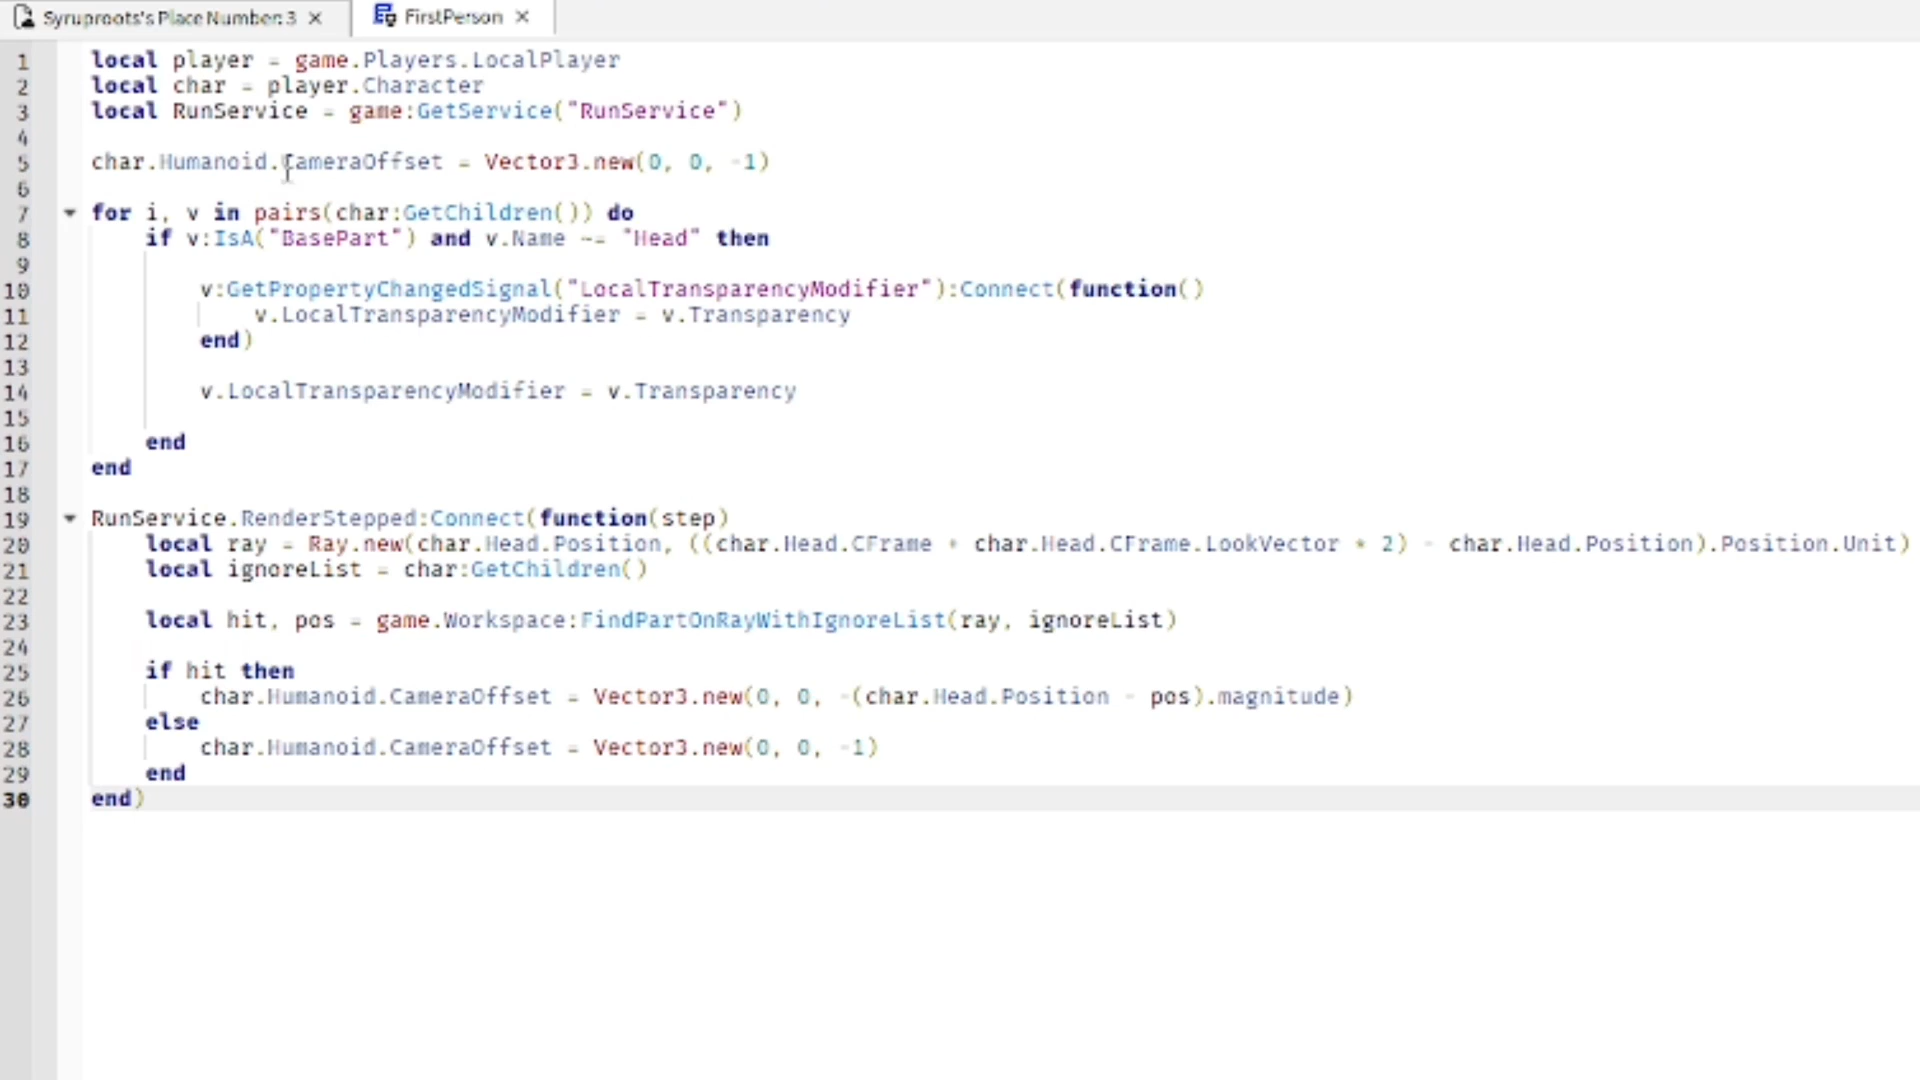 Syruproots's Place Number: 3 ×
FirstPerson ×
1 local player = game.Players.LocalPlayer
2 local char = player.Character
3 local RunService = game:GetService("RunService")
4
5 char.Humanoid.CameraOffset = Vector3.new(0, 0, -1)
6
7 for i, v in pairs(char:GetChildren()) do
8 if v:IsA("BasePart") and v.Name ~= "Head" then
9
10 v:GetPropertyChangedSignal("LocalTransparencyModifier"):Connect(function()
11 v.LocalTransparencyModifier = v.Transparency
12 end)
13
14 v.LocalTransparencyModifier = v.Transparency
15
16 end
17 end
18
19 RunService.RenderStepped:Connect(function(step)
20 local ray = Ray.new(char.Head.Position, ((char.Head.CFrame + char.Head.CFrame.LookVector * 2) - char.Head.Position).Position.Unit)
21 local ignoreList = char:GetChildren()
22
23 local hit, pos = game.Workspace:FindPartOnRayWithIgnoreList(ray, ignoreList)
24
25 if hit then
26 char.Humanoid.CameraOffset = Vector3.new(0, 0, -(char.Head.Position - pos).magnitude)
27 else
28 char.Humanoid.CameraOffset = Vector3.new(0, 0, -1)
29 end
30 end)